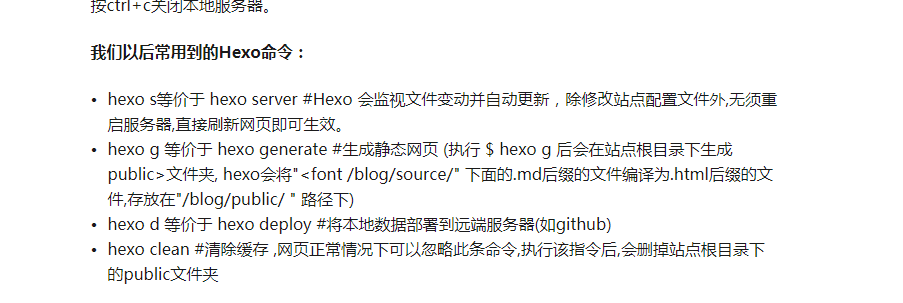 按ctrl+c关闭本地服务器。
我们以后常用到的Hexo命令：
• hexo s等价于 hexo server #Hexo 会监视文件变动并自动更新，除修改站点配置文件外,无须重
启服务器,直接刷新网页即可生效。
• hexo g 等价于 hexo generate #生成静态网页 (执行 $ hexo g 后会在站点根目录下生成
public>文件夹, hexo会将"<font /blog/source/" 下面的.md后缀的文件编译为.html后缀的文
件,存放在"/blog/public/ " 路径下)
• hexo d 等价于 hexo deploy #将本地数据部署到远端服务器(如github)
• hexo clean #清除缓存 ,网页正常情况下可以忽略此条命令,执行该指令后,会删掉站点根目录下
的public文件夹